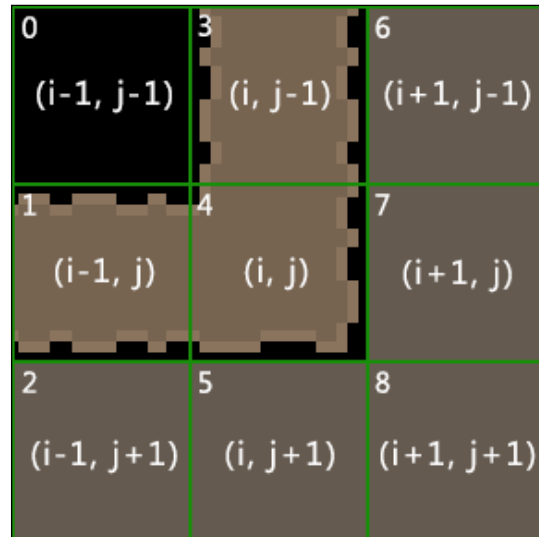 0 3 6
(i-1, j-1) (i, j-1) (i+1, j-1)
1 4 7
(i-1, j) (i, j) (i+1, j)
2 5 8
(i-1, j+1) (i, j+1) (i+1, j+1)